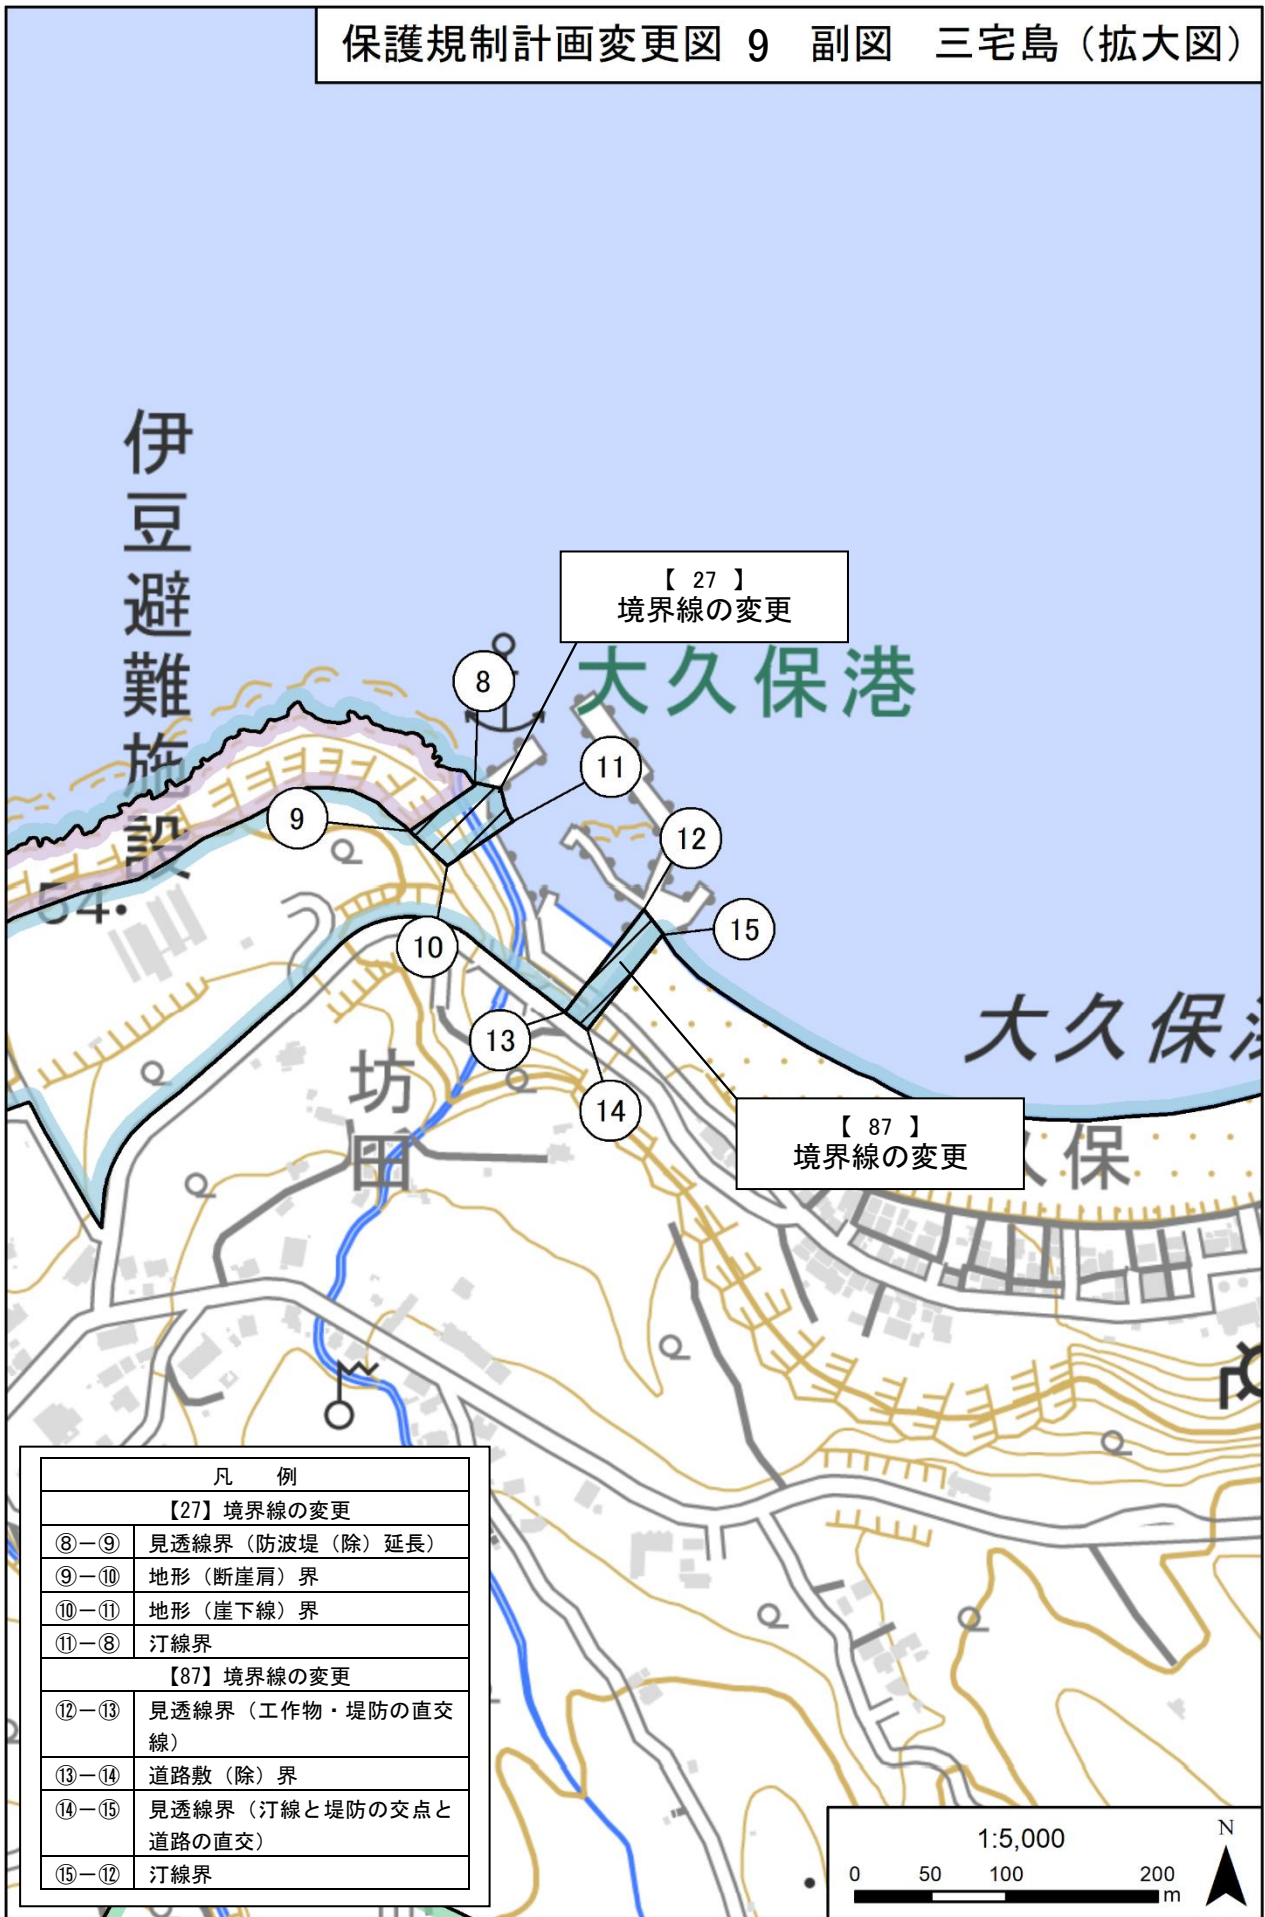 保護規制計画変更図 9　副図　三宅島（拡大図）
伊豆避難施設
【 27 】
境界線の変更
大久保港
8
11
9
12
54
10
15
大久保
13
坊田
14
【 87 】
境界線の変更
久保
凡　例
【27】境界線の変更
⑧－⑨ 見透線界（防波堤（除）延長）
⑨－⑩ 地形（断崖肩）界
⑩－⑪ 地形（崖下線）界
⑪－⑧ 汀線界
【87】境界線の変更
⑫－⑬ 見透線界（工作物・堤防の直交
線）
⑬－⑭ 道路敷（除）界
⑭－⑮ 見透線界（汀線と堤防の交点と
道路の直交）
⑮－⑫ 汀線界
1:5,000
N
0 50 100 200
m